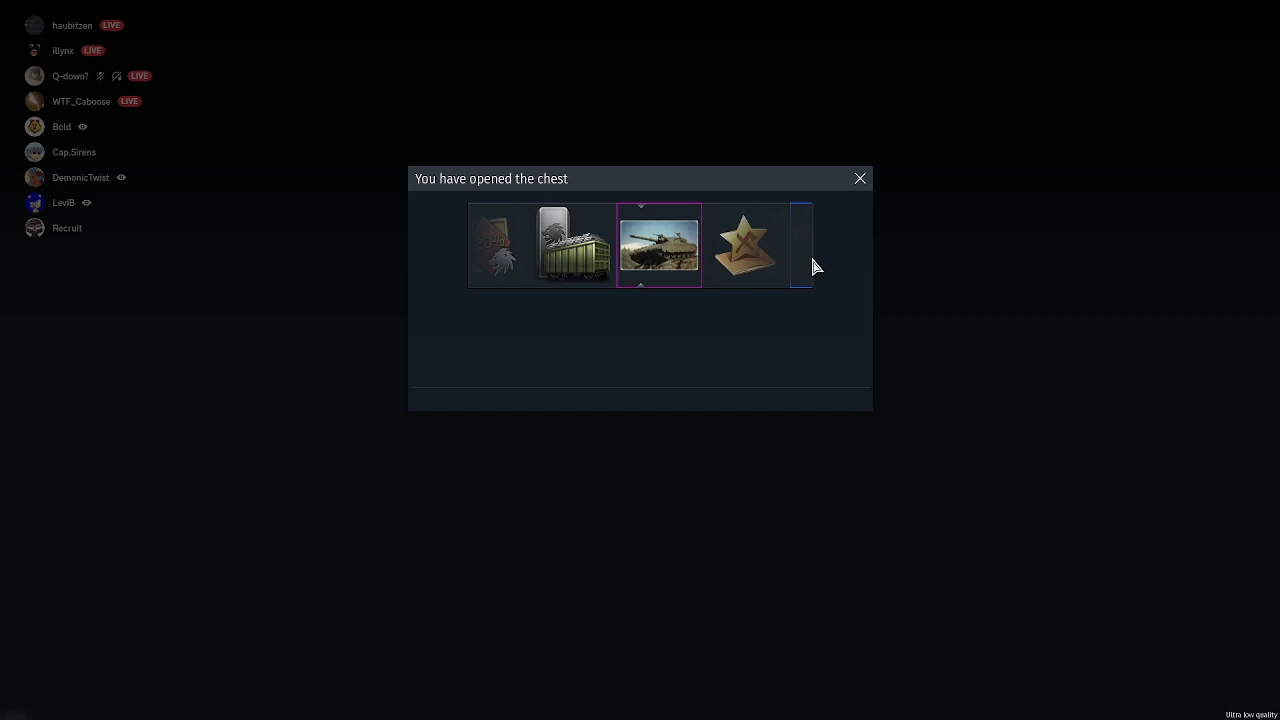 haubitzen LIVE
illynx LIVE
Q-down? LIVE
WTF_Caboose LIVE
Bold
Cap.Sirens
DemonicTwist
LeviB
Recruit
You have opened the chest
Ultra low quality